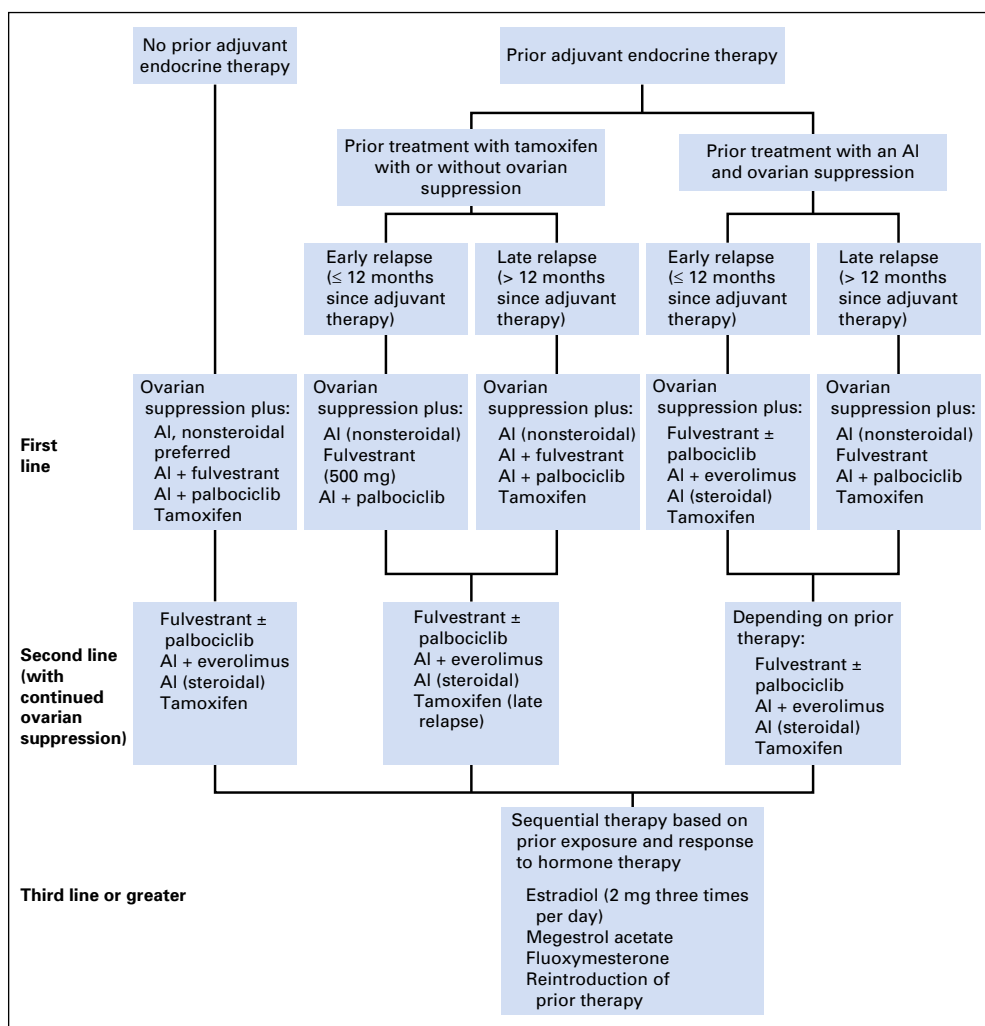 No prior adjuvant
endocrine therapy
Prior adjuvant endocrine therapy
Prior treatment with tamoxifen
with or without ovarian
suppression
Prior treatment with an AI
and ovarian suppression
Early relapse
(≤ 12 months
since adjuvant
therapy)
Late relapse
(> 12 months
since adjuvant
therapy)
Early relapse
(≤ 12 months
since adjuvant
therapy)
Late relapse
(> 12 months
since adjuvant
therapy)
First
line
Ovarian
suppression plus:
AI, nonsteroidal
preferred
AI + fulvestrant
AI + palbociclib
Tamoxifen
Ovarian
suppression plus:
AI (nonsteroidal)
Fulvestrant
(500 mg)
AI + palbociclib
Ovarian
suppression plus:
AI (nonsteroidal)
AI + fulvestrant
AI + palbociclib
Tamoxifen
Ovarian
suppression plus:
Fulvestrant ±
palbociclib
AI + everolimus
AI (steroidal)
Tamoxifen
Ovarian
suppression plus:
AI (nonsteroidal)
Fulvestrant
AI + palbociclib
Tamoxifen
Second line
(with
continued
ovarian
suppression)
Fulvestrant ±
palbociclib
AI + everolimus
AI (steroidal)
Tamoxifen
Fulvestrant ±
palbociclib
AI + everolimus
AI (steroidal)
Tamoxifen (late
relapse)
Depending on prior
therapy:
Fulvestrant ±
palbociclib
AI + everolimus
AI (steroidal)
Tamoxifen
Third line or greater
Sequential therapy based on
prior exposure and response
to hormone therapy
Estradiol (2 mg three times
per day)
Megestrol acetate
Fluoxymesterone
Reintroduction of
prior therapy